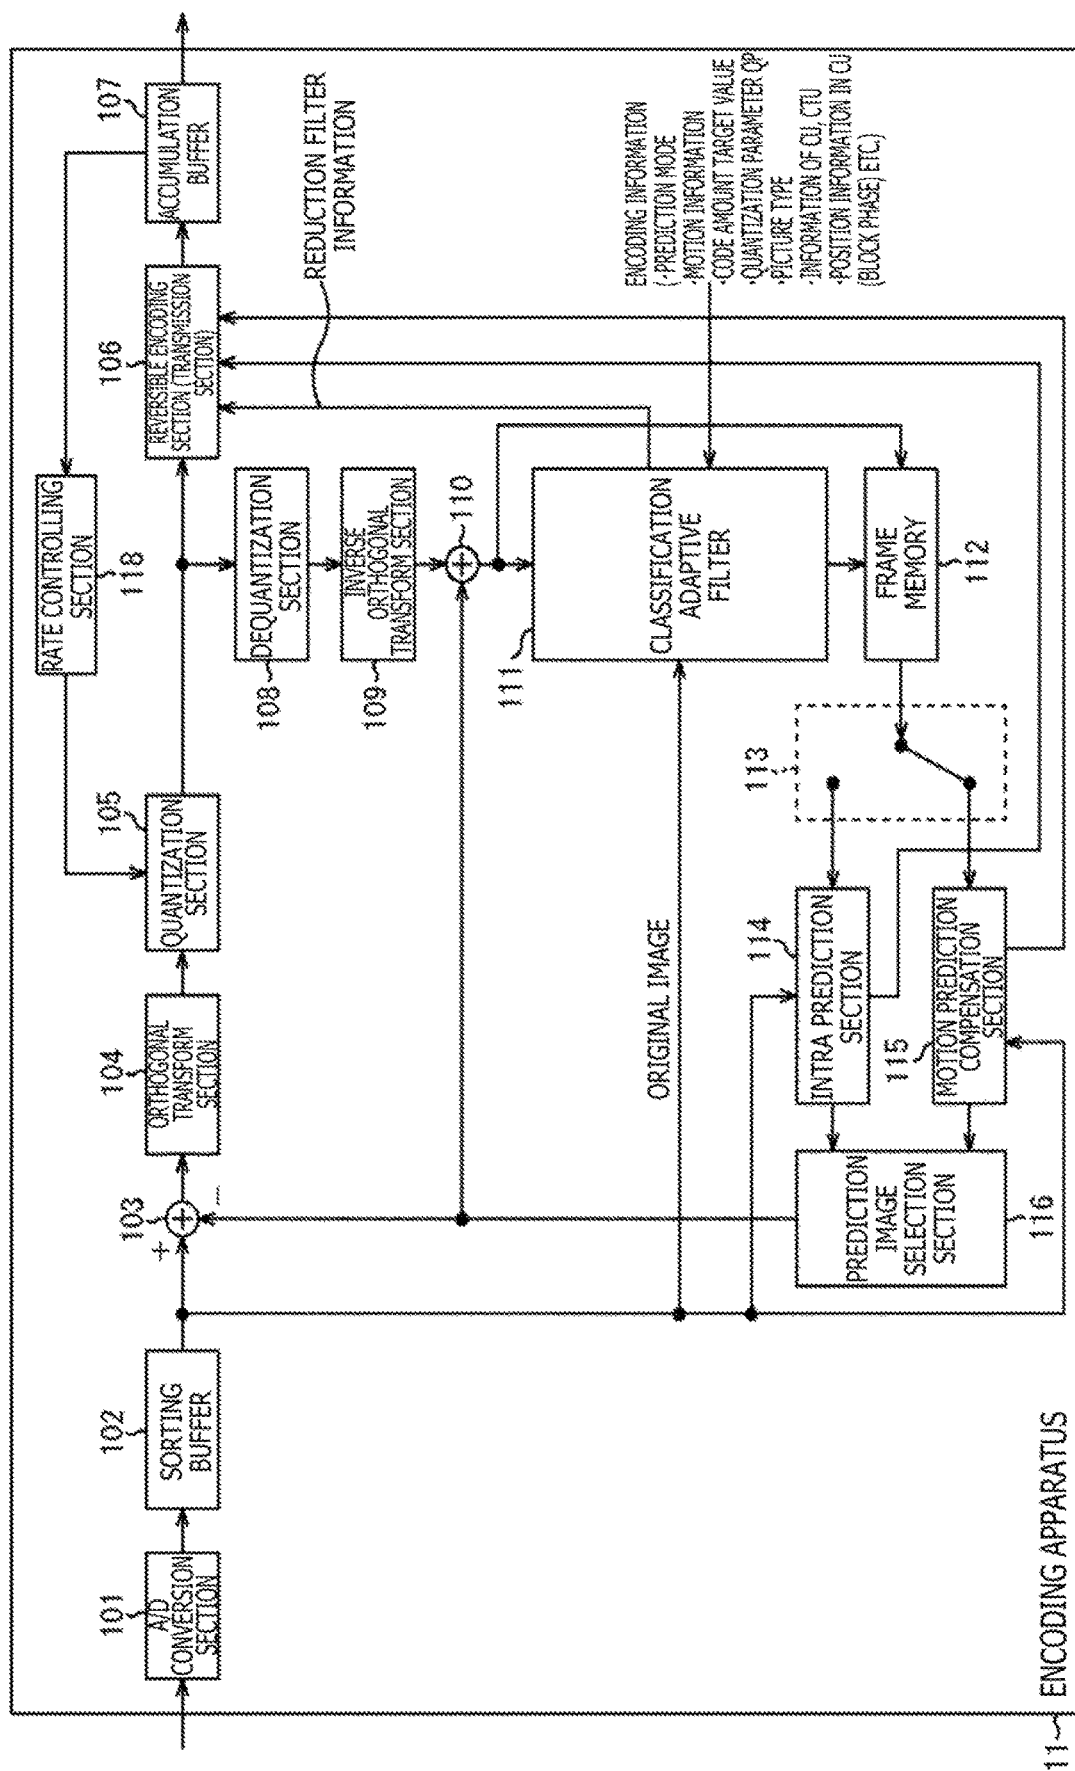 RATE CONTROLLING
SECTION
118
101
A/D
CONVERSION
SECTION
102
SORTING
BUFFER
103
+
−
104
ORTHOGONAL
TRANSFORM
SECTION
105
QUANTIZATION
SECTION
106
REVERSIBLE ENCODING
SECTION (TRANSMISSION
SECTION)
107
ACCUMULATION
BUFFER
108
DEQUANTIZATION
SECTION
109
INVERSE
ORTHOGONAL
TRANSFORM SECTION
110
REDUCTION FILTER
INFORMATION
111
CLASSIFICATION
ADAPTIVE
FILTER
ORIGINAL IMAGE
ENCODING INFORMATION
(·PREDICTION MODE
·MOTION INFORMATION
·CODE AMOUNT TARGET VALUE
·QUANTIZATION PARAMETER QP
·PICTURE TYPE
·INFORMATION OF CU, CTU
·POSITION INFORMATION IN CU
(BLOCK PHASE), ETC.)
FRAME
MEMORY
112
113
114
INTRA PREDICTION
SECTION
115
MOTION PREDICTION
COMPENSATION
SECTION
PREDICTION
IMAGE
SELECTION
SECTION
116
11
ENCODING APPARATUS